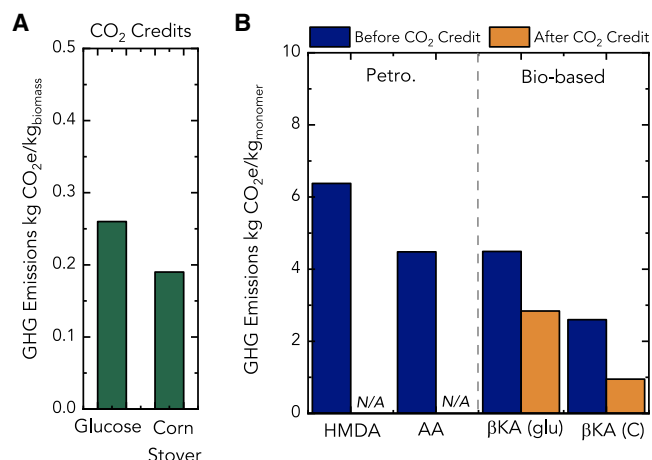 A
CO₂ Credits
GHG Emissions kg CO₂e/kg_biomass
0.5
0.4
0.3
0.2
0.1
0.0
Glucose
Corn
Stover
B
Before CO₂ Credit
After CO₂ Credit
Petro.
Bio-based
GHG Emissions kg CO₂e/kg_monomer
10
8
6
4
2
0
N/A
N/A
HMDA
AA
βKA (glu)
βKA (C)